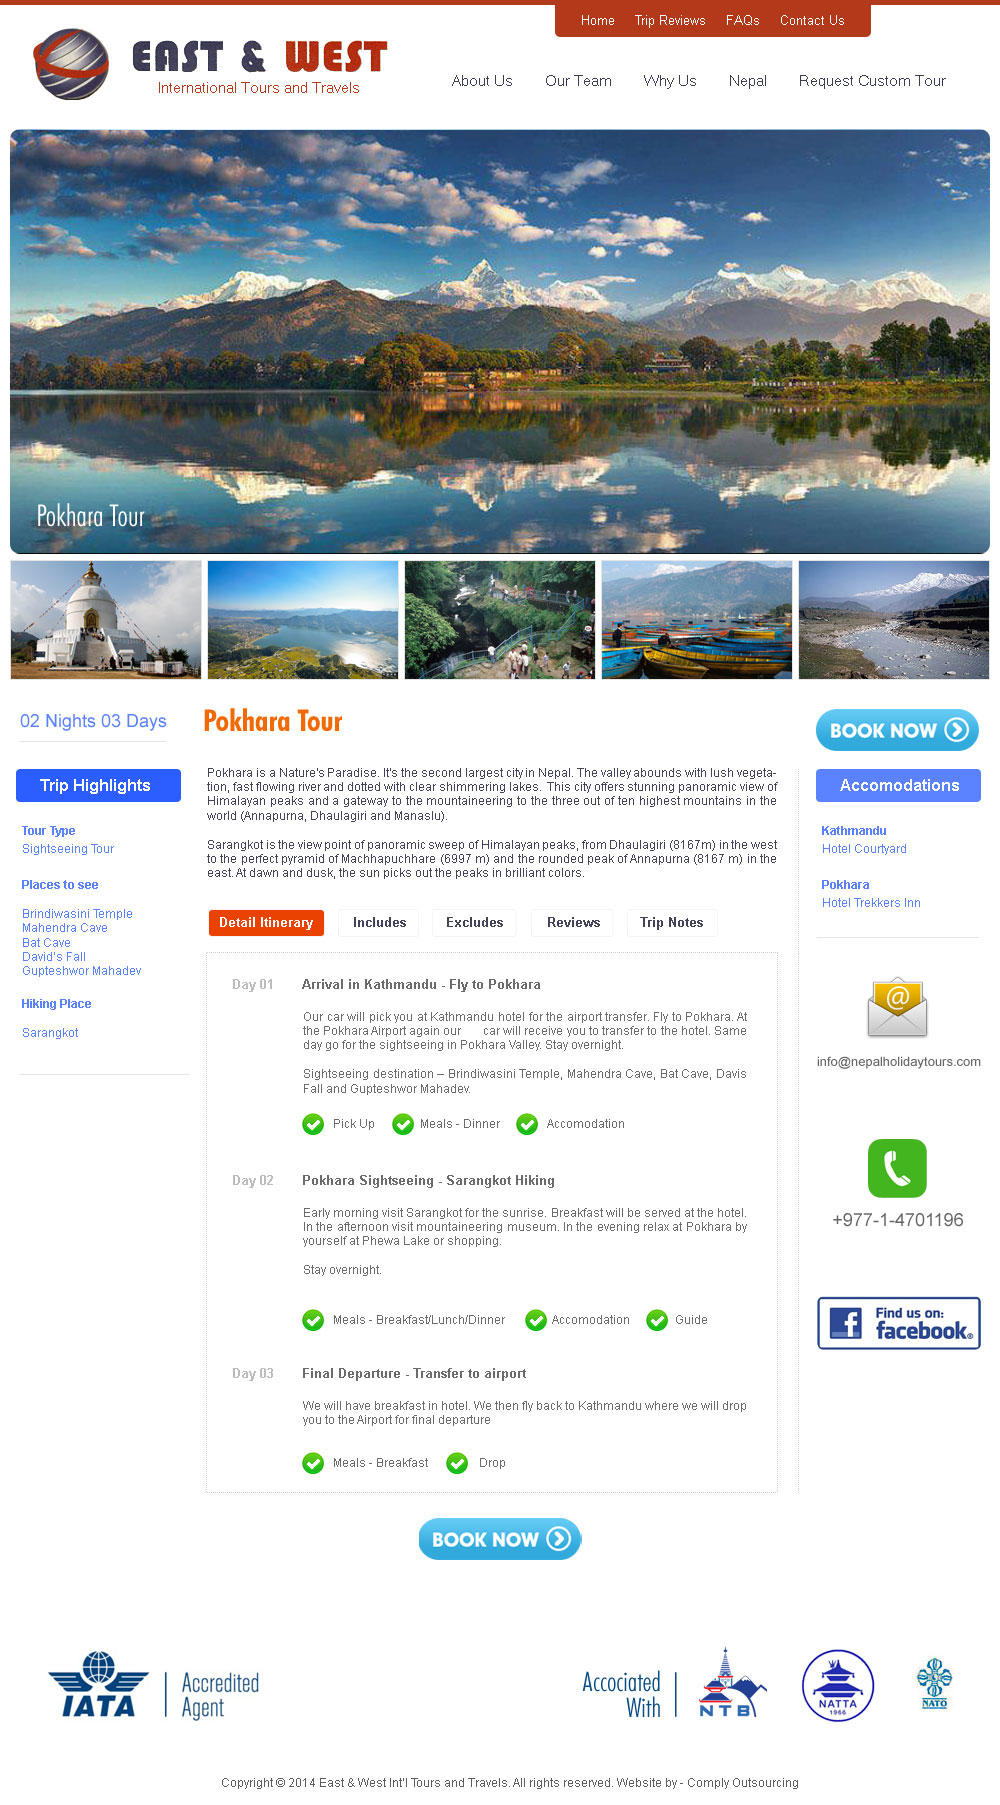 Home Trip Reviews FAQs Contact Us
EAST & WEST
International Tours and Travels
About Us Our Team Why Us Nepal Request Custom Tour
Pokhara Tour
02 Nights 03 Days
Trip Highlights
Tour Type
Sightseeing Tour
Places to see
Brindiwasini Temple
Mahendra Cave
Bat Cave
David's Fall
Gupteshwor Mahadev
Hiking Place
Sarangkot
Pokhara Tour
Pokhara is a Nature's Paradise. It's the second largest city in Nepal. The valley abounds with lush vegeta-
tion, fast flowing river and dotted with clear shimmering lakes. This city offers stunning panoramic view of
Himalayan peaks and a gateway to the mountaineering to the three out of ten highest mountains in the
world (Annapurna, Dhaulagiri and Manaslu).
Sarangkot is the view point of panoramic sweep of Himalayan peaks, from Dhaulagiri (8167m) in the west
to the perfect pyramid of Machhapuchhare (6997 m) and the rounded peak of Annapurna (8167 m) in the
east. At dawn and dusk, the sun picks out the peaks in brilliant colors.
Detail Itinerary Includes Excludes Reviews Trip Notes
Day 01 Arrival in Kathmandu - Fly to Pokhara
Our car will pick you at Kathmandu hotel for the airport transfer. Fly to Pokhara. At
the Pokhara Airport again our car will receive you to transfer to the hotel. Same
day go for the sightseeing in Pokhara Valley. Stay overnight.
Sightseeing destination – Brindiwasini Temple, Mahendra Cave, Bat Cave, Davis
Fall and Gupteshwor Mahadev.
Pick Up Meals - Dinner Accomodation
Day 02 Pokhara Sightseeing - Sarangkot Hiking
Early morning visit Sarangkot for the sunrise. Breakfast will be served at the hotel.
In the afternoon visit mountaineering museum. In the evening relax at Pokhara by
yourself at Phewa Lake or shopping.
Stay overnight.
Meals - Breakfast/Lunch/Dinner Accomodation Guide
Day 03 Final Departure - Transfer to airport
We will have breakfast in hotel. We then fly back to Kathmandu where we will drop
you to the Airport for final departure
Meals - Breakfast Drop
BOOK NOW
BOOK NOW
Accomodations
Kathmandu
Hotel Courtyard
Pokhara
Hotel Trekkers Inn
info@nepalholidaytours.com
+977-1-4701196
Find us on:
facebook®
IATA
Accredited
Agent
Accociated
With
NTB
NATTA
1966
NATO
Copyright © 2014 East & West Int'l Tours and Travels. All rights reserved. Website by - Comply Outsourcing